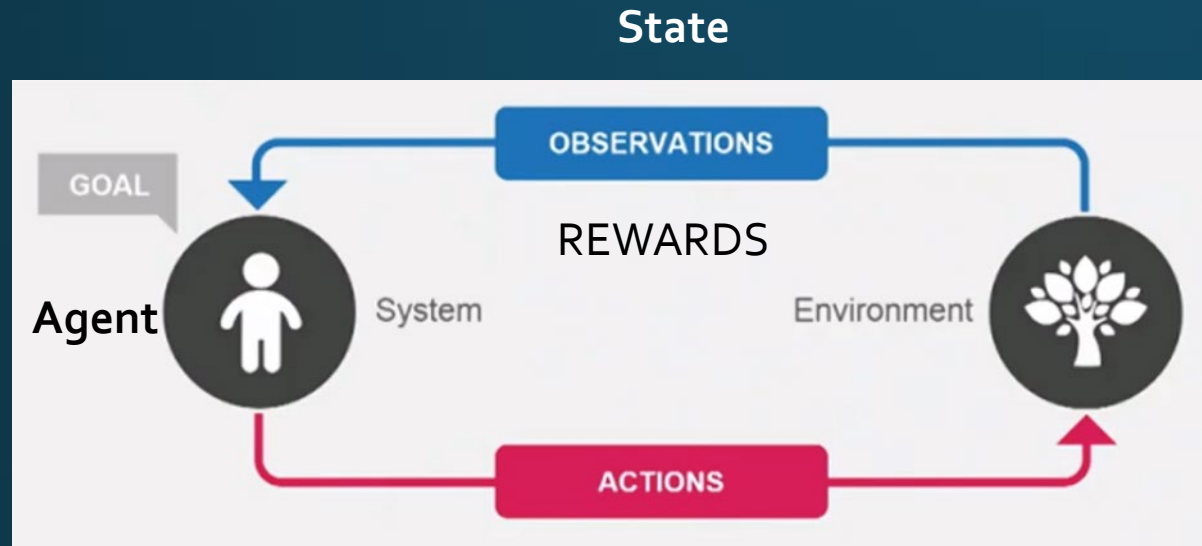 State
OBSERVATIONS
GOAL
REWARDS
Agent
System
Environment
ACTIONS